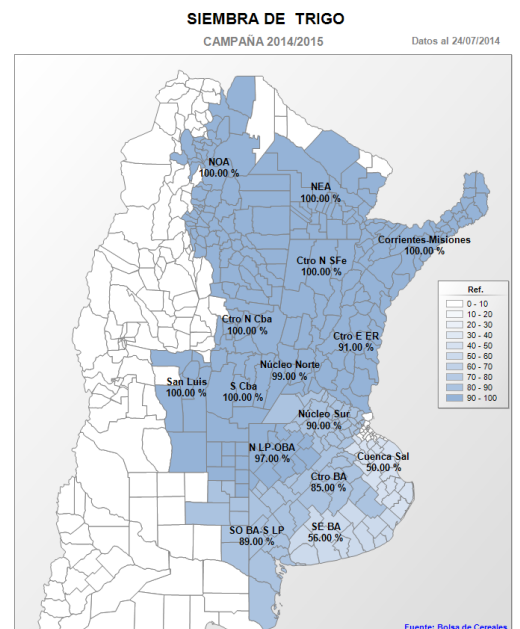 SIEMBRA DE TRIGO
CAMPAÑA 2014/2015
Datos al 24/07/2014
NOA
100.00 %
NEA
100.00 %
Corrientes-Misiones
100.00 %
Ctro N SFe
100.00 %
Ctro N Cba
100.00 %
Ctro E ER
91.00 %
Núcleo Norte
99.00 %
San Luis
100.00 %
S Cba
100.00 %
Núcleo Sur
90.00 %
N LP-OBA
97.00 %
Cuenca Sal
50.00 %
Ctro BA
85.00 %
SO BA-S LP
89.00 %
SE BA
56.00 %
Ref.
0 - 10
10 - 20
20 - 30
30 - 40
40 - 50
50 - 60
60 - 70
70 - 80
80 - 90
90 - 100
Fuente: Bolsa de Cereales